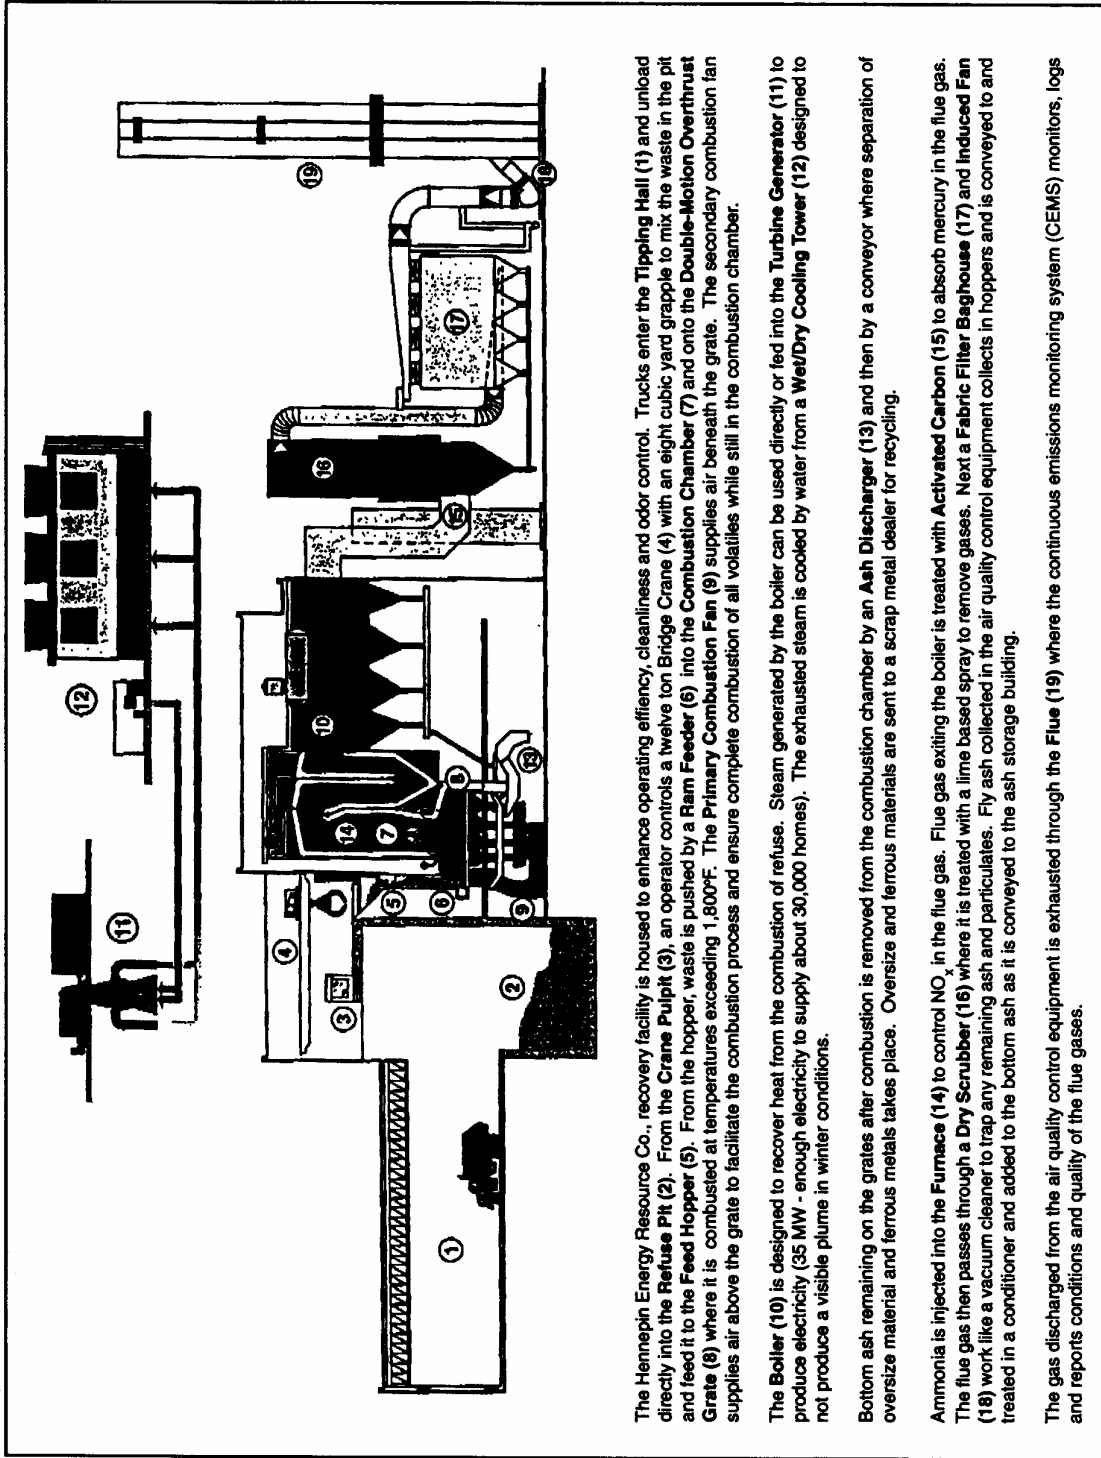 19
18
17
16
15
12
11
10
14
7
8
13
4
5
6
9
3
2
1
The Hennepin Energy Resource Co., recovery facility is housed to enhance operating effiency, cleanliness and odor control. Trucks enter the Tipping Hall (1) and unload
directly into the Refuse Pit (2). From the Crane Pulpit (3), an operator controls a twelve ton Bridge Crane (4) with an eight cubic yard grapple to mix the waste in the pit
and feed it to the Feed Hopper (5). From the hopper, waste is pushed by a Ram Feeder (6) into the Combustion Chamber (7) and onto the Double-Motion Overthrust
Grate (8) where it is combusted at temperatures exceeding 1,800°F. The Primary Combustion Fan (9) supplies air beneath the grate. The secondary combustion fan
supplies air above the grate to facilitate the combustion process and ensure complete combustion of all volatiles while still in the combustion chamber.
The Boiler (10) is designed to recover heat from the combustion of refuse. Steam generated by the boiler can be used directly or fed into the Turbine Generator (11) to
produce electricity (35 MW - enough electricity to supply about 30,000 homes). The exhausted steam is cooled by water from a Wet/Dry Cooling Tower (12) designed to
not produce a visible plume in winter conditions.
Bottom ash remaining on the grates after combustion is removed from the combustion chamber by an Ash Discharger (13) and then by a conveyor where separation of
oversize material and ferrous metals takes place. Oversize and ferrous materials are sent to a scrap metal dealer for recycling.
Ammonia is injected into the Furnace (14) to control NOx in the flue gas. Flue gas exiting the boiler is treated with Activated Carbon (15) to absorb mercury in the flue gas.
The flue gas then passes through a Dry Scrubber (16) where it is treated with a lime based spray to remove gases. Next a Fabric Filter Baghouse (17) and Induced Fan
(18) work like a vacuum cleaner to trap any remaining ash and particulates. Fly ash collected in the air quality control equipment collects in hoppers and is conveyed to and
treated in a conditioner and added to the bottom ash as it is conveyed to the ash storage building.
The gas discharged from the air quality control equipment is exhausted through the Flue (19) where the continuous emissions monitoring system (CEMS) monitors, logs
and reports conditions and quality of the flue gases.